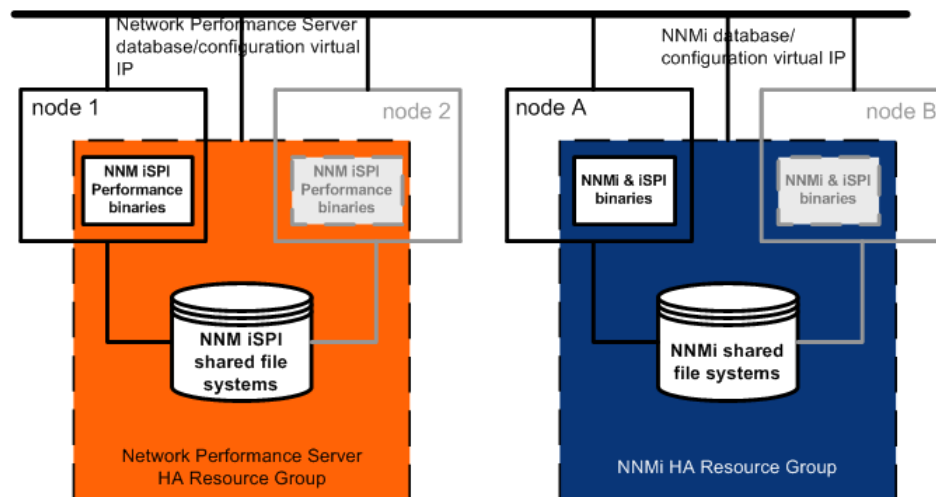 Network Performance Server
database/configuration virtual
IP
NNMi database/
configuration virtual IP
node 1
node 2
node A
node B
NNM iSPI
Performance
binaries
NNM iSPI
Performance
binaries
NNMi & iSPI
binaries
NNMi & iSPI
binaries
NNM iSPI
shared file
systems
NNMi shared
file systems
Network Performance Server
HA Resource Group
NNMi HA Resource Group